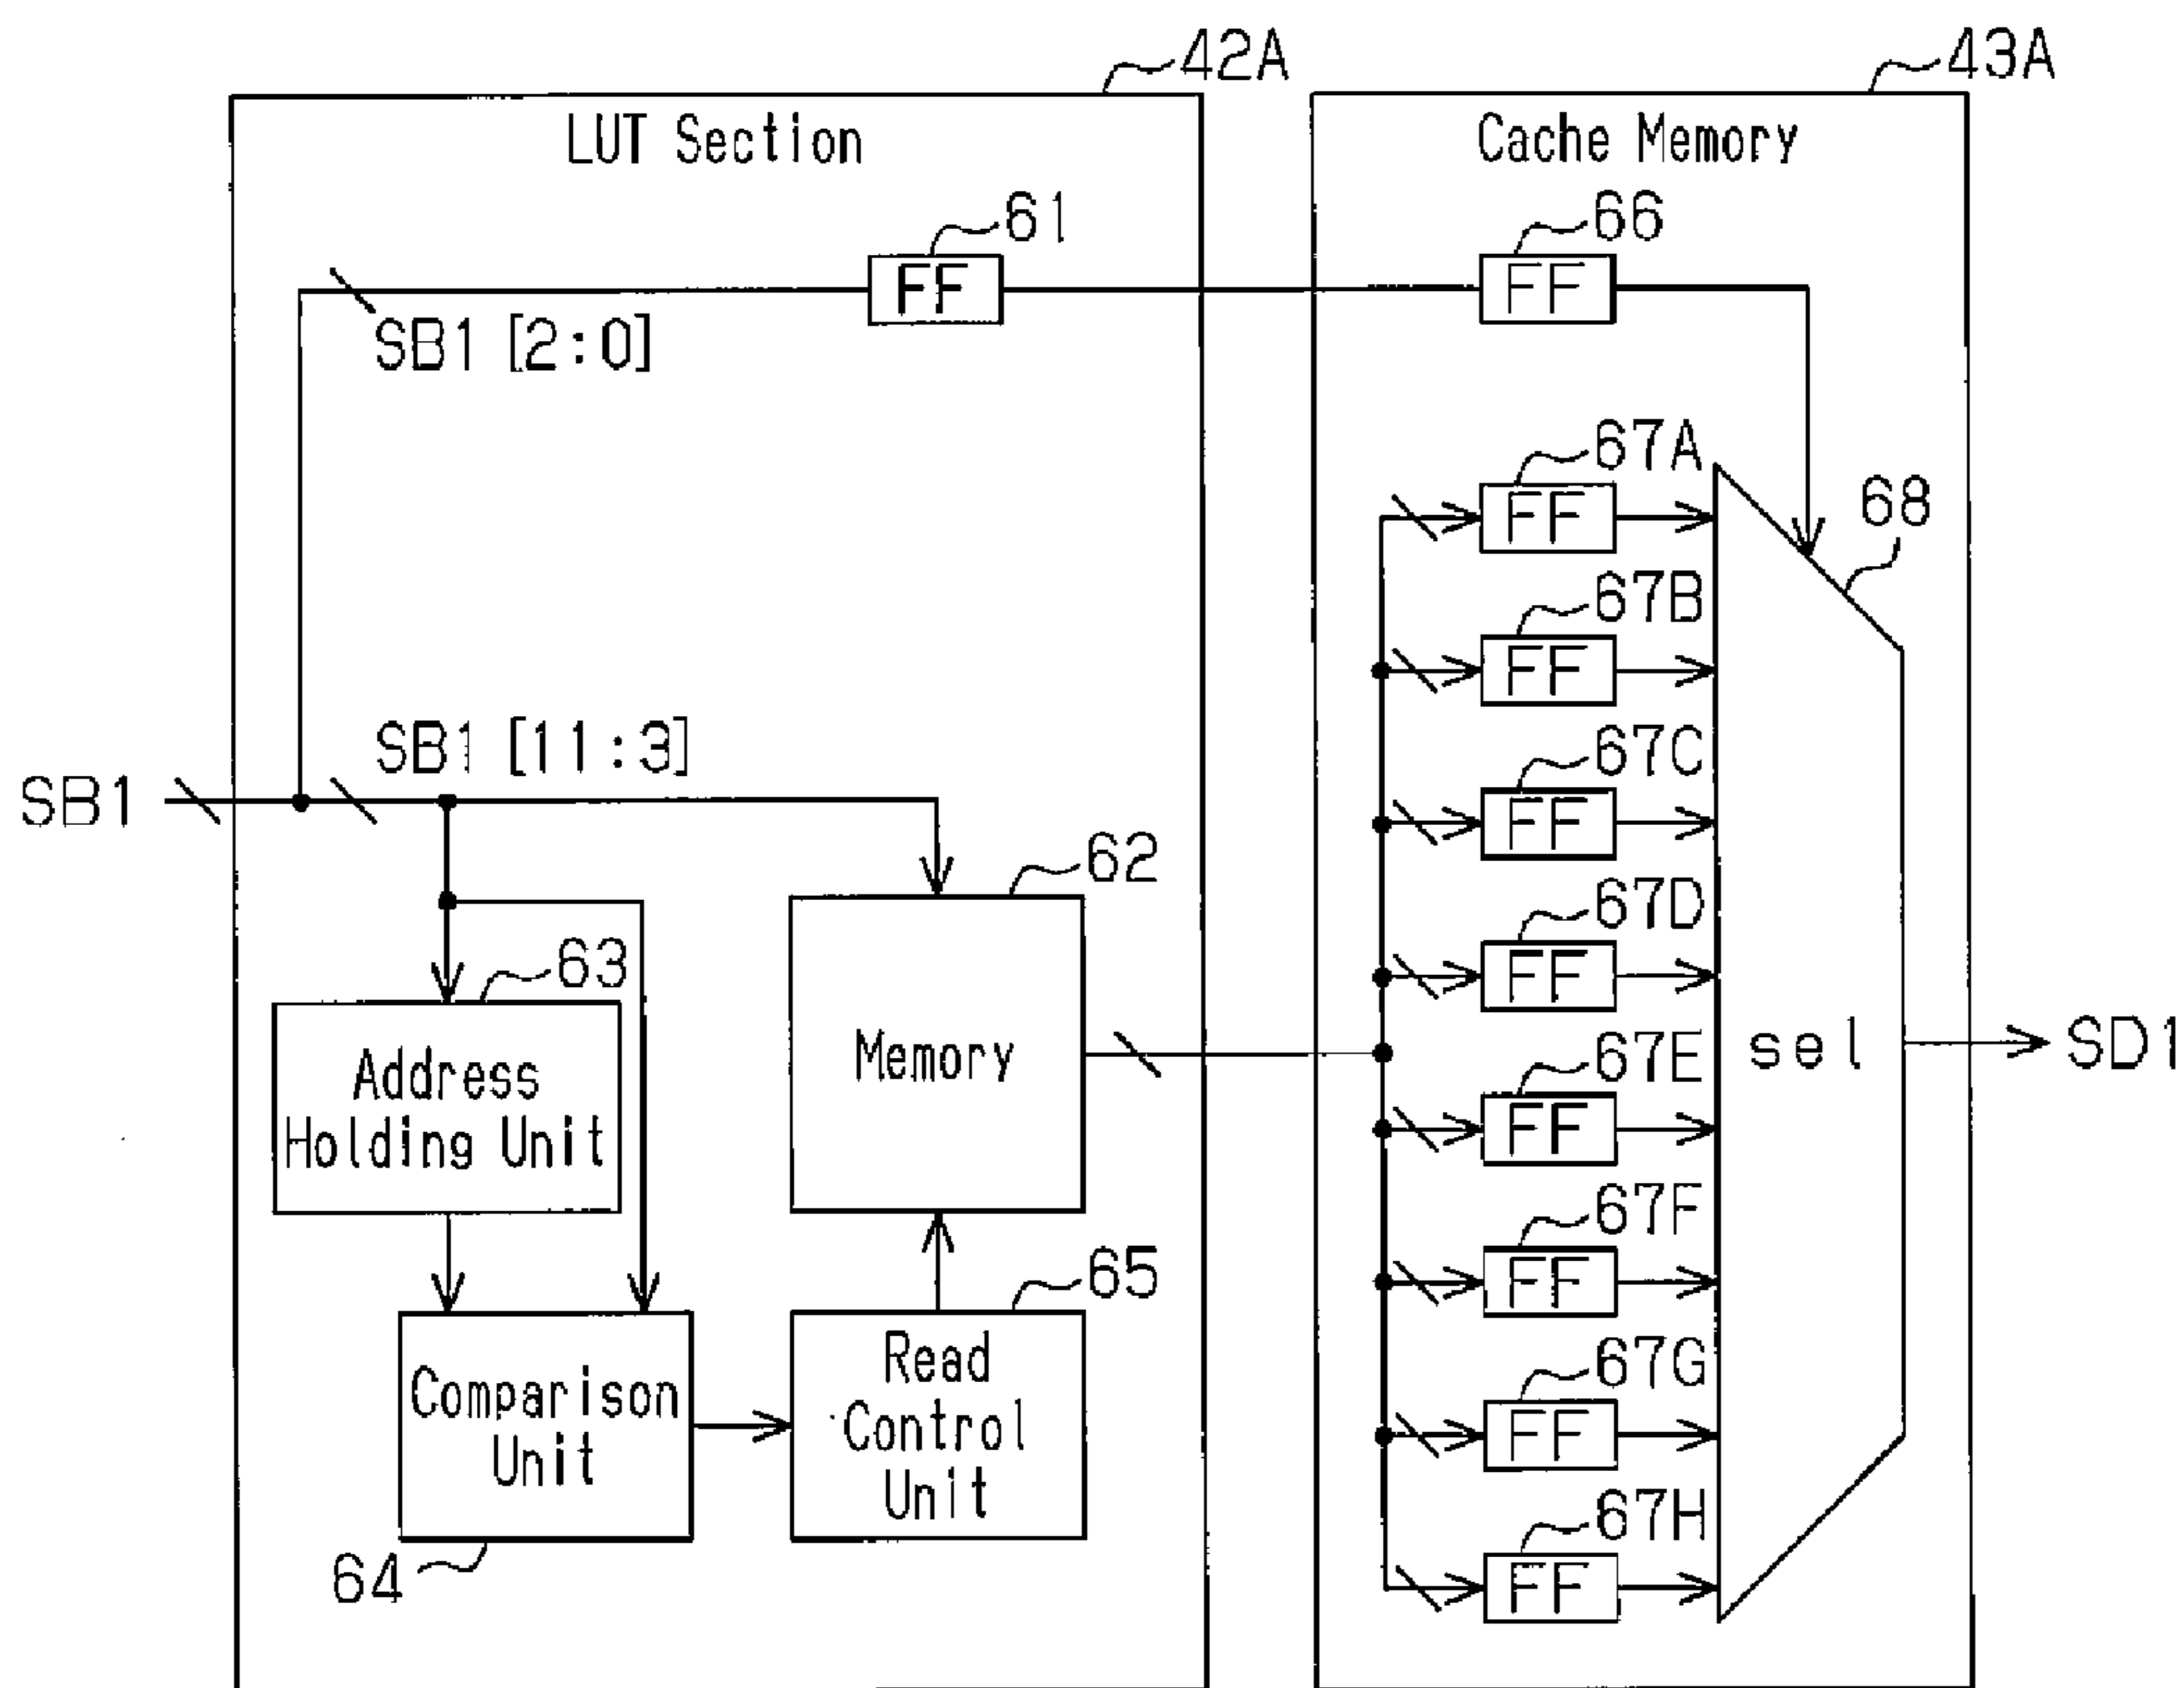 42A
43A
LUT Section
Cache Memory
61
66
FF
FF
SB1 [2:0]
67A
FF
68
67B
FF
SB1 [11:3]
67C
SB1
FF
62
67D
63
FF
Memory
sel
SD1
Address
Holding Unit
67E
FF
67F
65
FF
Comparison
Unit
Read
Control
Unit
67G
FF
67H
64
FF